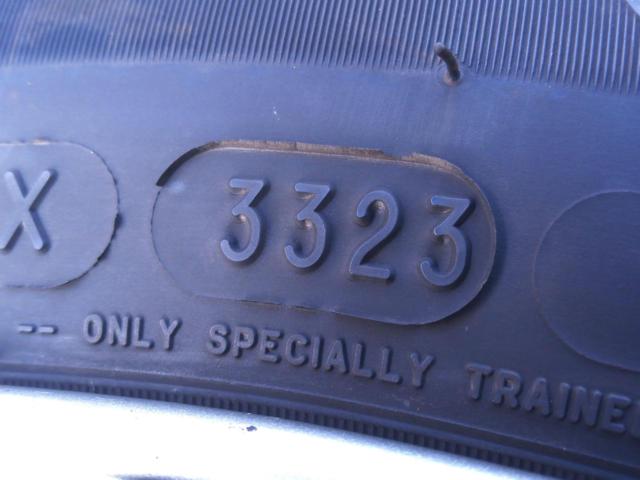 X 3323
-- ONLY SPECIALLY TRAINED